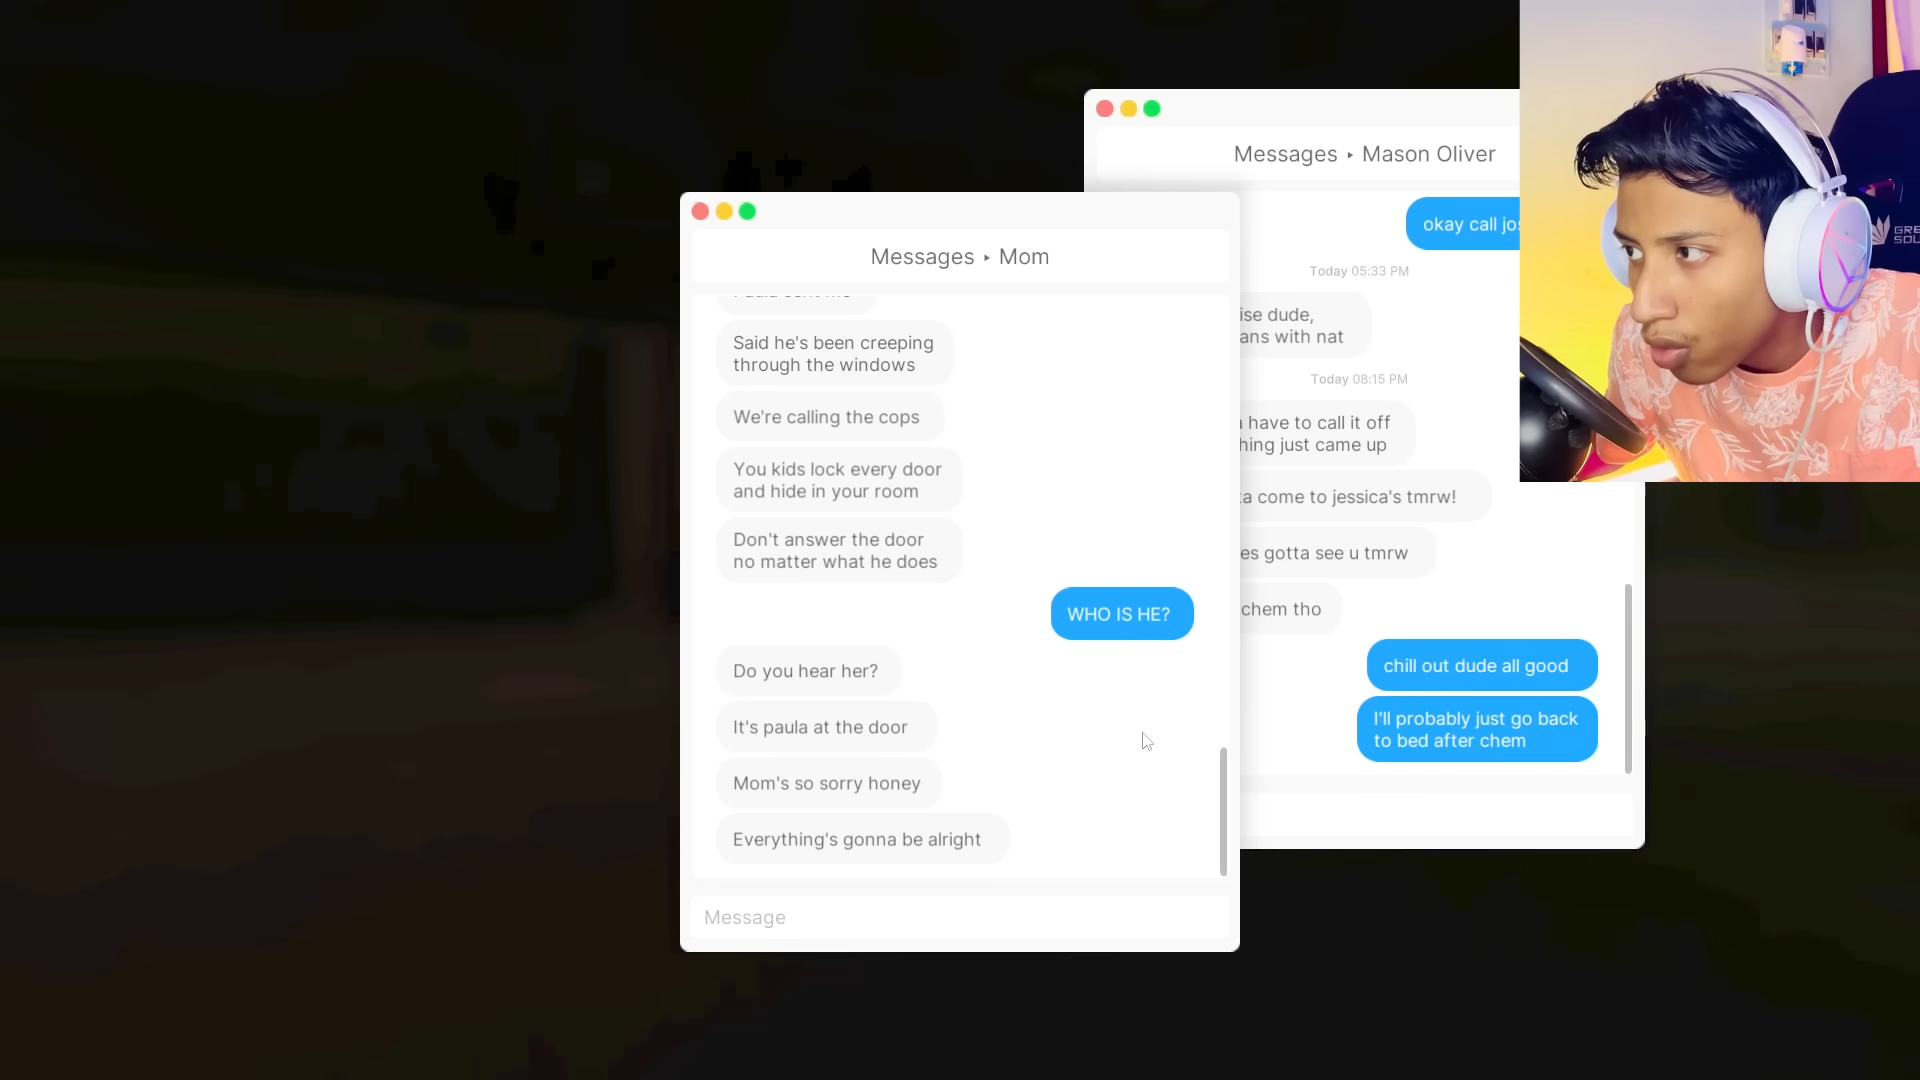 Messages ▸ Mom
Said he's been creeping
through the windows
We're calling the cops
You kids lock every door
and hide in your room
Don't answer the door
no matter what he does
WHO IS HE?
Do you hear her?
It's paula at the door
Mom's so sorry honey
Everything's gonna be alright
Message
Messages ▸ Mason Oliver
okay call
Today 05:33 PM
dude,
with nat
Today 08:15 PM
have to call it off
just came up
come to jessica's tmrw!
gotta see u tmrw
chem tho
chill out dude all good
I'll probably just go back
to bed after chem